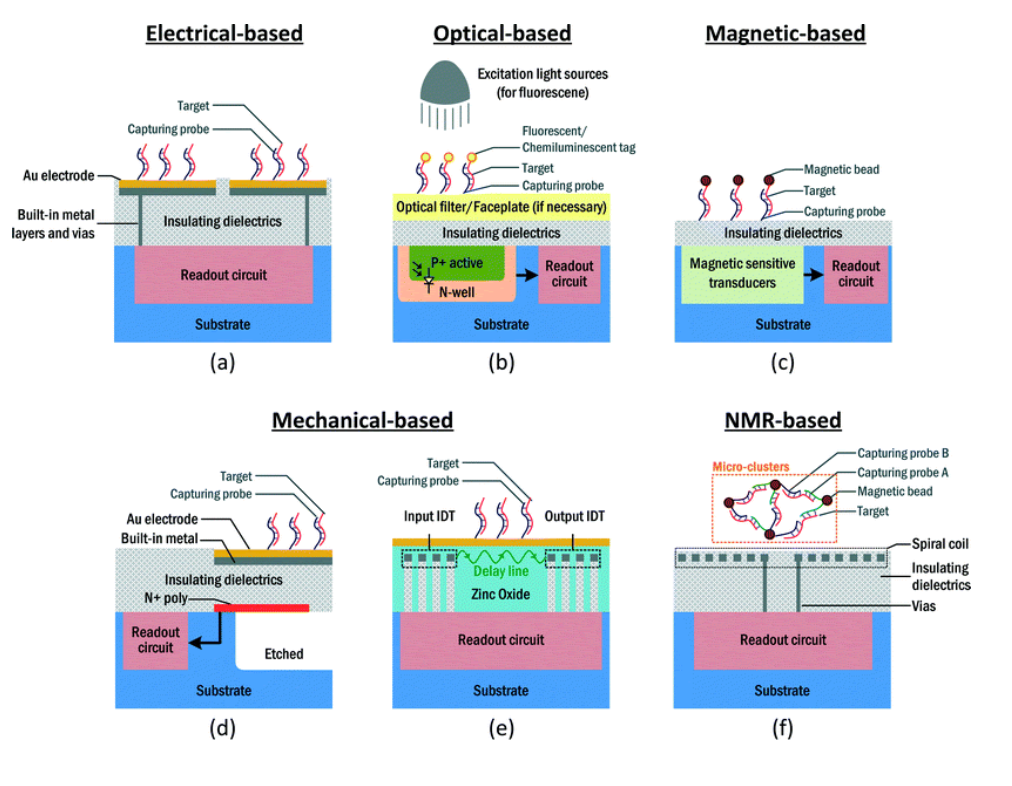 Electrical-based
Optical-based
Magnetic-based
Target
Capturing probe
Au electrode
Built-in metal
layers and vias
Insulating dielectrics
Readout circuit
Substrate
(a)
Excitation light sources
(for fluorescene)
Fluorescent/
Chemiluminescent tag
Target
Capturing probe
Optical filter/Faceplate (if necessary)
Insulating dielectrics
P+ active
N-well
Readout
circuit
Substrate
(b)
Magnetic bead
Target
Capturing probe
Insulating dielectrics
Magnetic sensitive
transducers
Readout
circuit
Substrate
(c)
Mechanical-based
NMR-based
Target
Capturing probe
Au electrode
Built-in metal
Insulating dielectrics
N+ poly
Readout
circuit
Etched
Substrate
(d)
Target
Capturing probe
Input IDT
Output IDT
Delay line
Zinc Oxide
Readout circuit
Substrate
(e)
Micro-clusters
Capturing probe B
Capturing probe A
Magnetic bead
Target
Spiral coil
Insulating
dielectrics
Vias
Readout circuit
Substrate
(f)